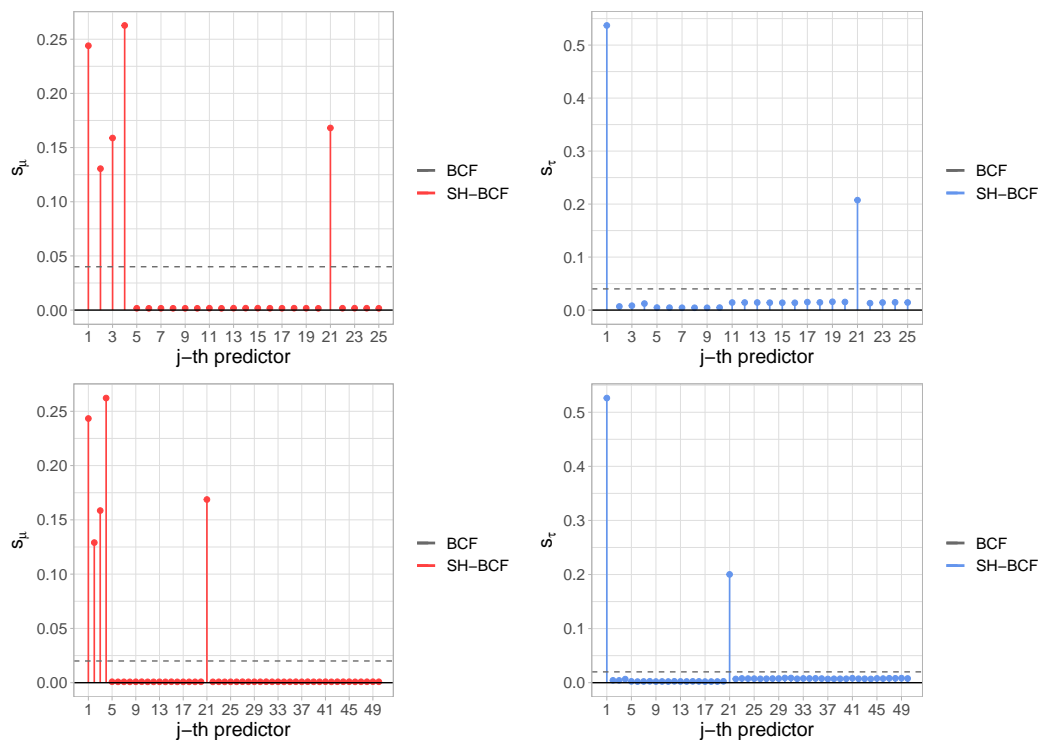 0.25
0.20
0.15
0.10
0.05
0.00
sμ
1 3 5 7 9 11 13 15 17 19 21 23 25
j−th predictor
BCF
SH−BCF
0.5
0.4
0.3
0.2
0.1
0.0
sτ
1 3 5 7 9 11 13 15 17 19 21 23 25
j−th predictor
BCF
SH−BCF
0.25
0.20
0.15
0.10
0.05
0.00
sμ
1 5 9 13 17 21 25 29 33 37 41 45 49
j−th predictor
BCF
SH−BCF
0.5
0.4
0.3
0.2
0.1
0.0
sτ
1 5 9 13 17 21 25 29 33 37 41 45 49
j−th predictor
BCF
SH−BCF